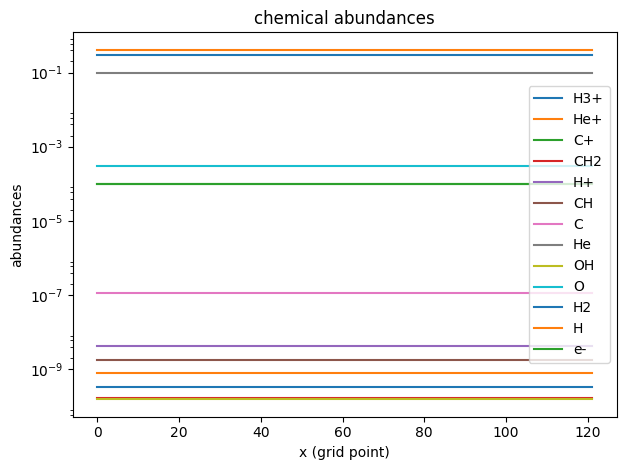 chemical abundances
10⁻¹
10⁻³
10⁻⁵
10⁻⁷
10⁻⁹
abundances
H3+
He+
C+
CH2
H+
CH
C
He
OH
O
H2
H
e-
0 20 40 60 80 100 120
x (grid point)